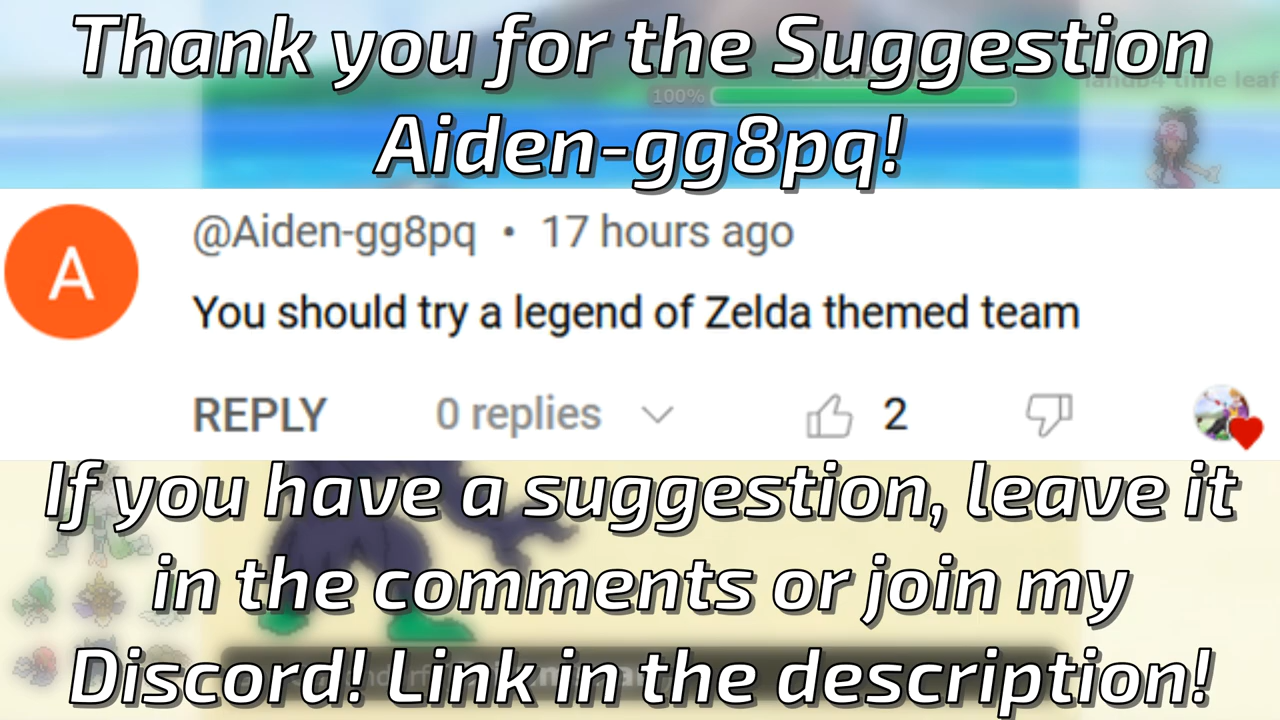 Thank you for the Suggestion
100%
Aiden-gg8pq!
@Aiden-gg8pq • 17 hours ago
A
You should try a legend of Zelda themed team
REPLY 0 replies 2
If you have a suggestion, leave it
in the comments or join my
Discord! Link in the description!